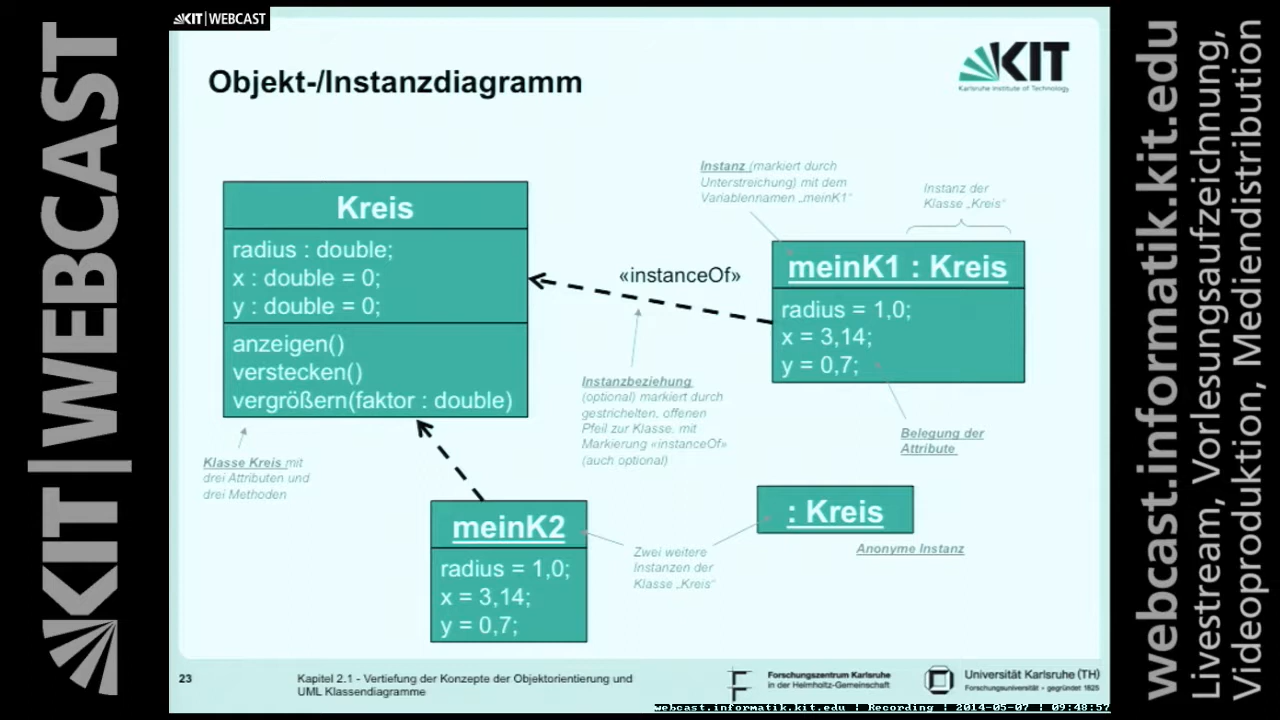 KIT | WEBCAST
KIT|WEBCAST
Objekt-/Instanzdiagramm
KIT
Karlsruhe Institute of Technology
Kreis
radius : double;
x : double = 0;
y : double = 0;
anzeigen()
verstecken()
vergrößern(faktor : double)
Klasse Kreis mit
drei Attributen und
drei Methoden
«instanceOf»
Instanzbeziehung
(optional) markiert durch
gestrichelten, offenen
Pfeil zur Klasse, mit
Markierung «instanceOf»
(auch optional)
Instanz (markiert durch
Unterstreichung) mit dem
Variablennamen „meinK1“
Instanz der
Klasse „Kreis“
meinK1 : Kreis
radius = 1,0;
x = 3,14;
y = 0,7;
Belegung der
Attribute
meinK2
radius = 1,0;
x = 3,14;
y = 0,7;
Zwei weitere
Instanzen der
Klasse „Kreis“
: Kreis
Anonyme Instanz
23
Kapitel 2.1 - Vertiefung der Konzepte der Objektorientierung und
UML Klassendiagramme
Forschungszentrum Karlsruhe
in der Helmholtz-Gemeinschaft
Universität Karlsruhe (TH)
Forschungsuniversität - gegründet 1825
webcast.informatik.kit.edu | Recording | 2014-05-07 | 09:48:57
webcast.informatik.kit.edu
Livestream, Vorlesungsaufzeichnung,
Videoproduktion, Mediendistribution